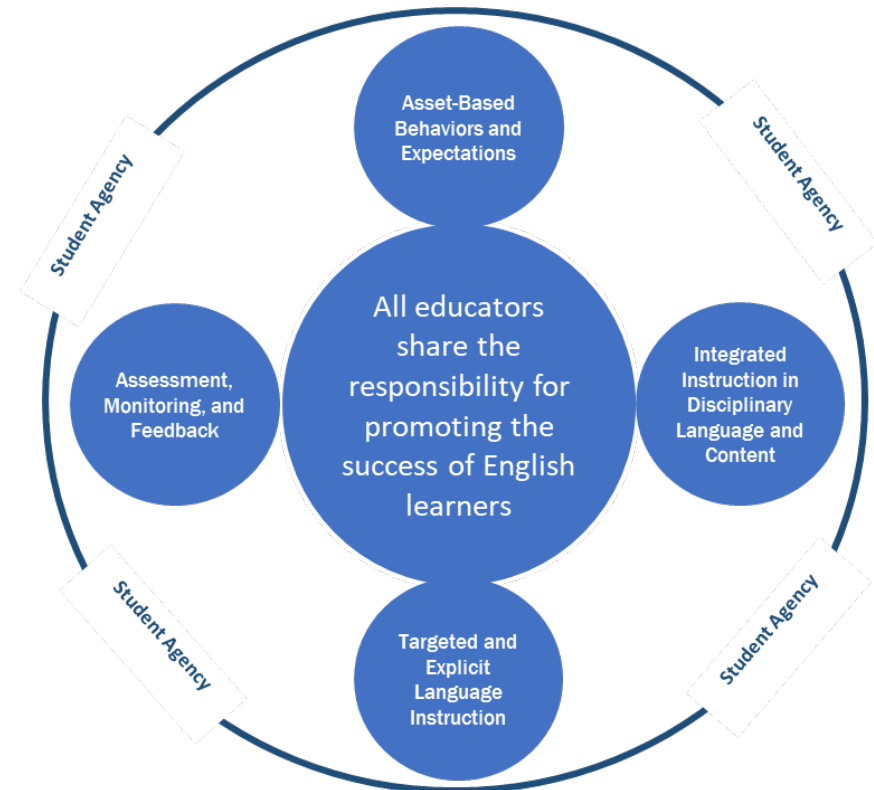 Asset-Based
Behaviors and
Expectations
Student Agency
Student Agency
All educators
share the
responsibility for
promoting the
success of English
learners
Assessment,
Monitoring, and
Feedback
Integrated
Instruction in
Disciplinary
Language and
Content
Student Agency
Student Agency
Targeted and
Explicit
Language
Instruction